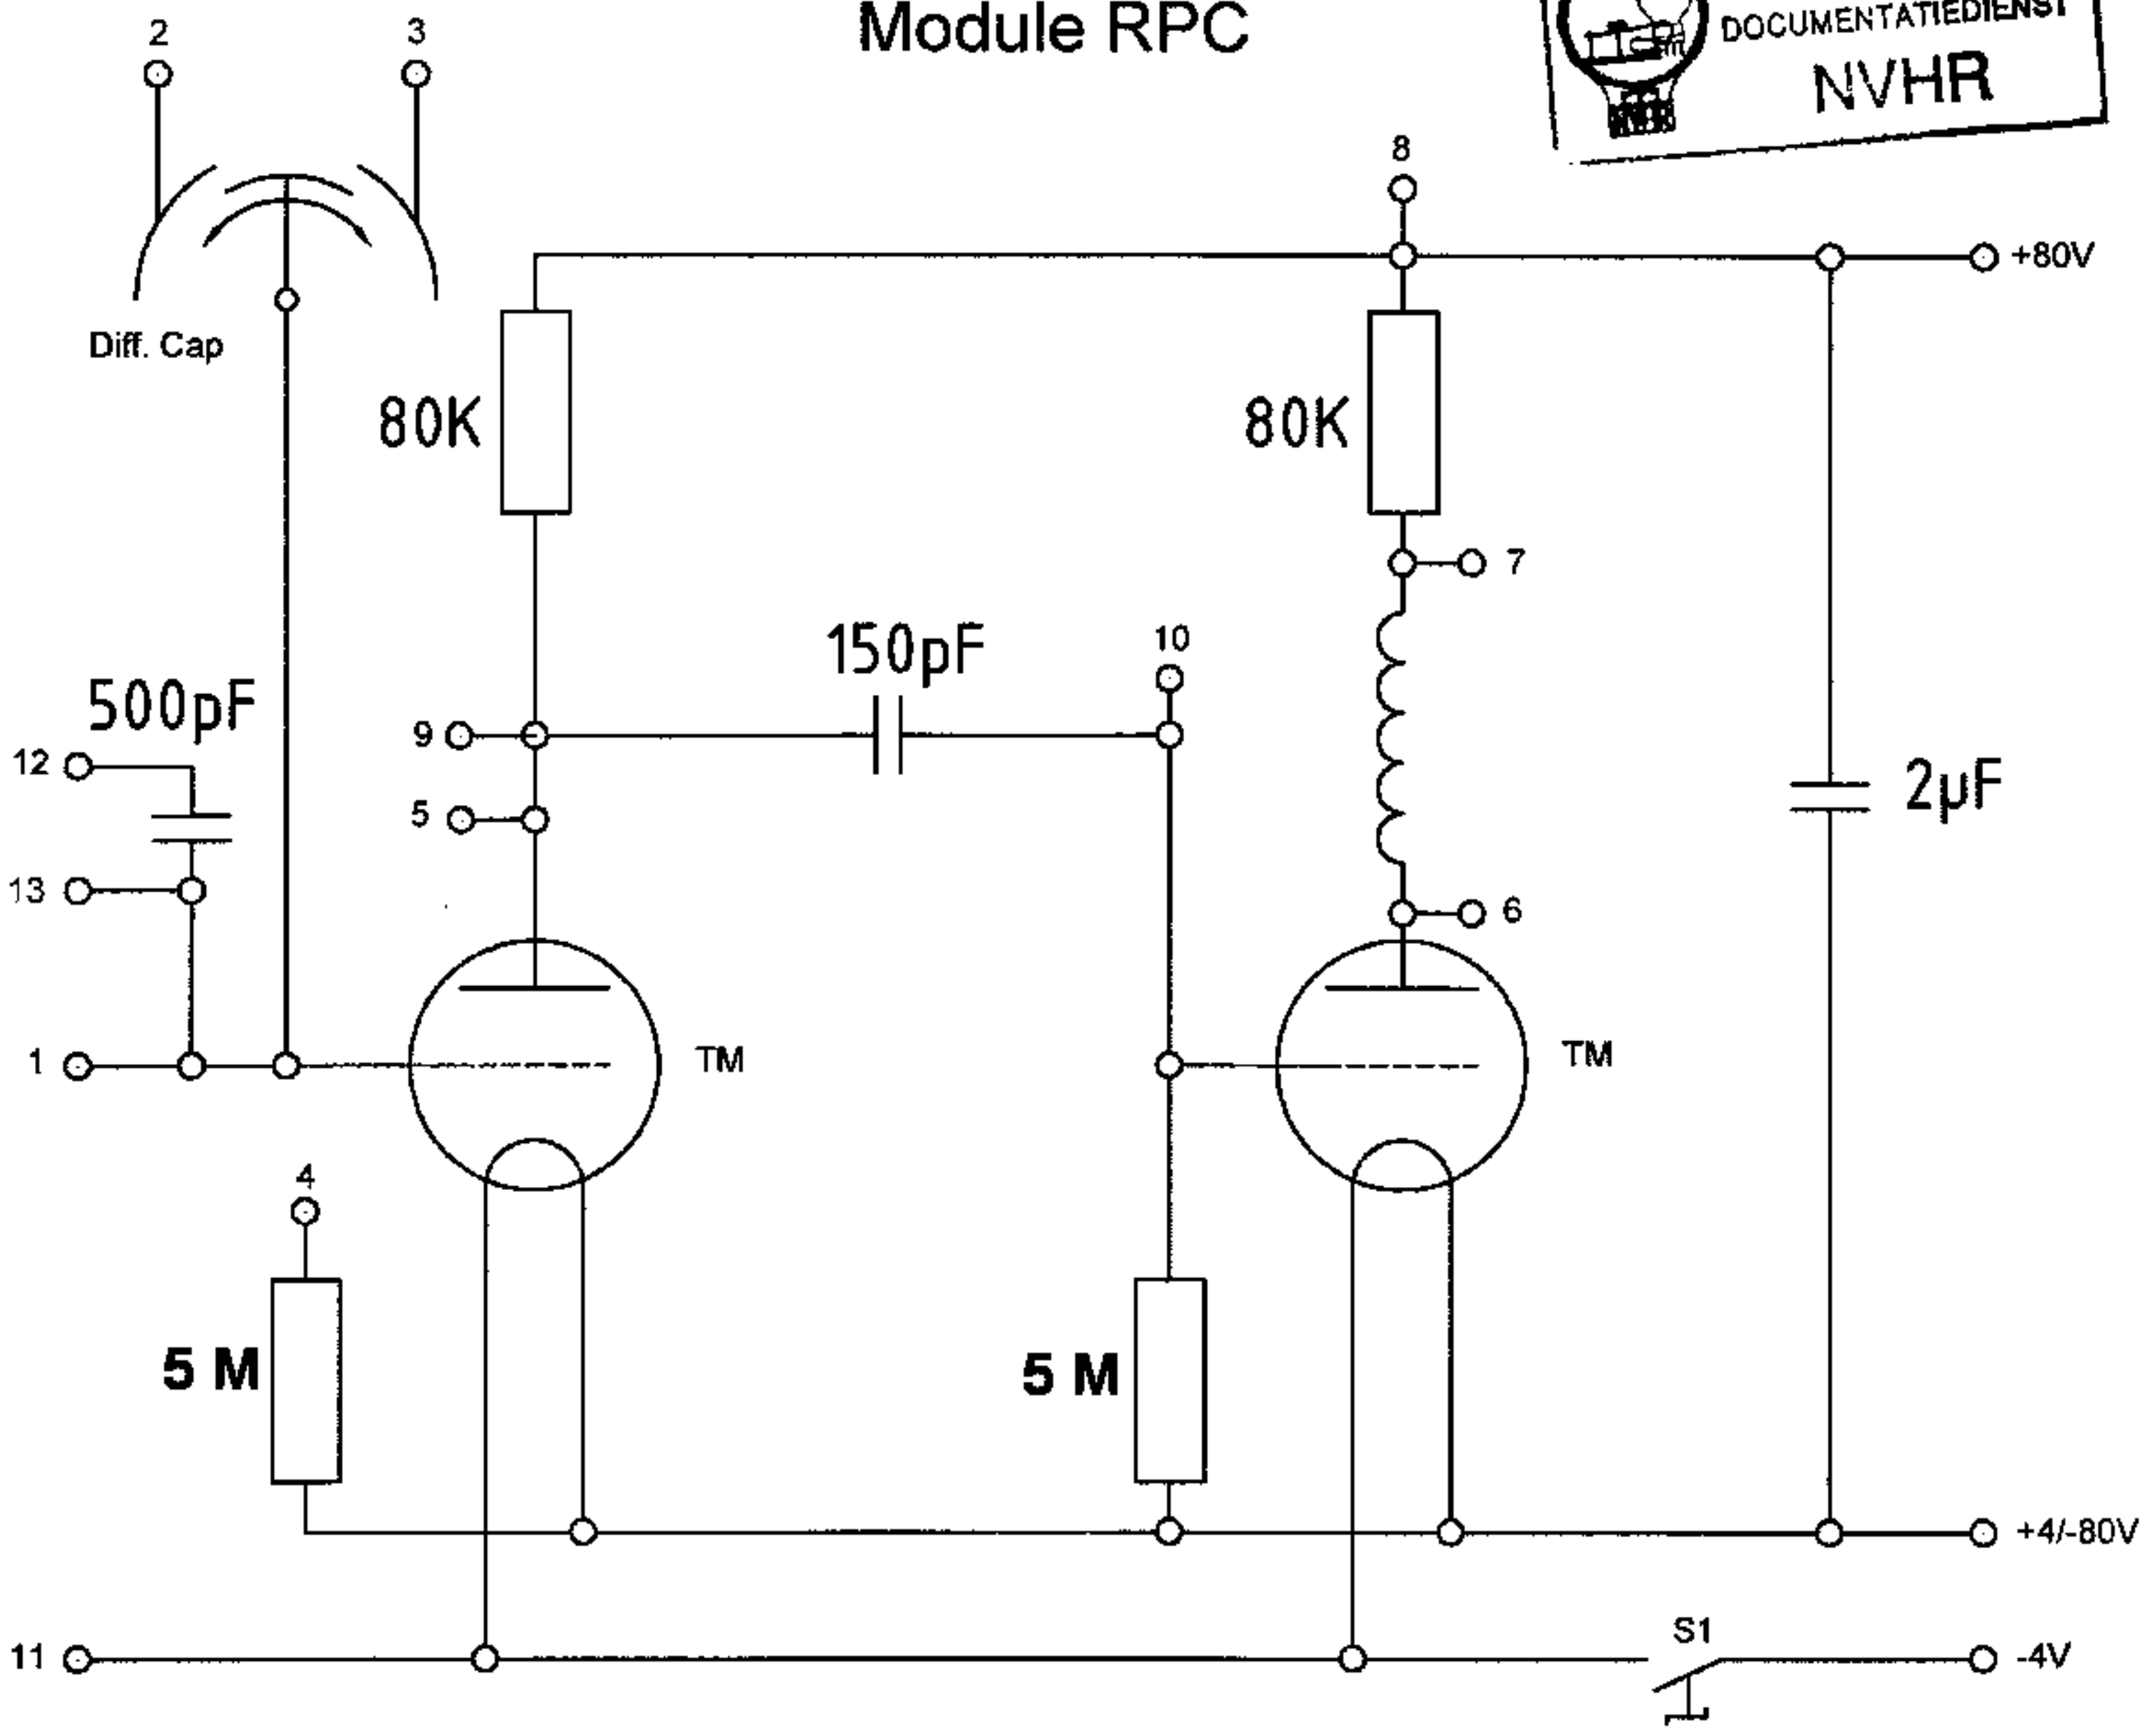 Module RPC
DOCUMENTATIEDIENST
NVHR
2
3
8
+80V
Diff. Cap
80K
80K
7
10
150pF
500pF
9
12
5
2µF
13
6
1
TM
TM
4
5 M
5 M
+4/-80V
S1
11
-4V